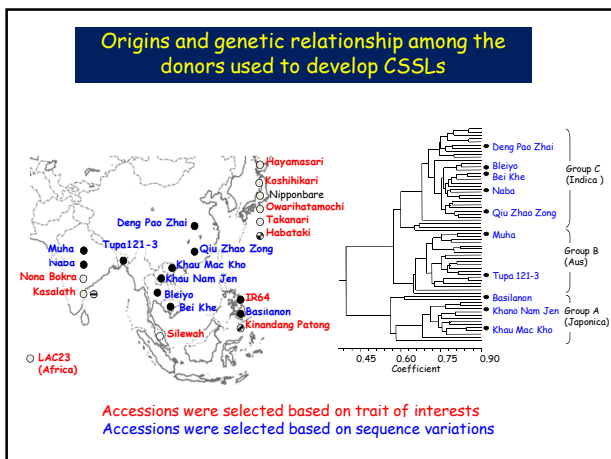 Origins and genetic relationship among the
donors used to develop CSSLs
Hayamasari
Koshihikari
Nipponbare
Owarihatamochi
Takanari
Habataki
Deng Pao Zhai
Qiu Zhao Zong
Muha
Tupa121-3
Naba
Nona Bokra
Kasalath
Khau Mac Kho
Khau Nam Jen
Bleiyo
Bei Khe
IR64
Basilanon
Kinandang Patong
Silewah
LAC23
(Africa)
Deng Pao Zhai
Bleiyo
Bei Khe
Naba
Qiu Zhao Zong
Group C
(Indica )
Muha
Tupa 121-3
Group B
(Aus)
Basilanon
Khano Nam Jen
Khau Mac Kho
Group A
(Japonica)
0.45 0.60 0.75 0.90
Coefficient
Accessions were selected based on trait of interests
Accessions were selected based on sequence variations